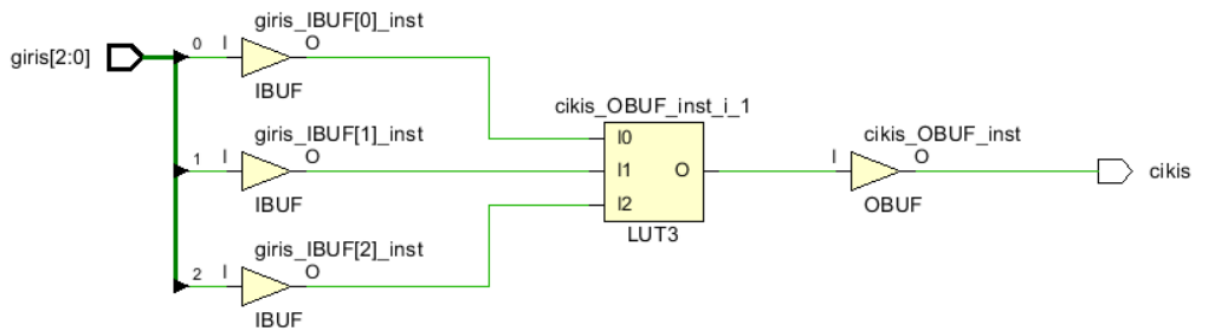 giris[2:0]
giris_IBUF[0]_inst
0 I O
IBUF
giris_IBUF[1]_inst
1 I O
IBUF
giris_IBUF[2]_inst
2 I O
IBUF
cikis_OBUF_inst_i_1
I0
I1 O
I2
LUT3
cikis_OBUF_inst
I O
OBUF
cikis